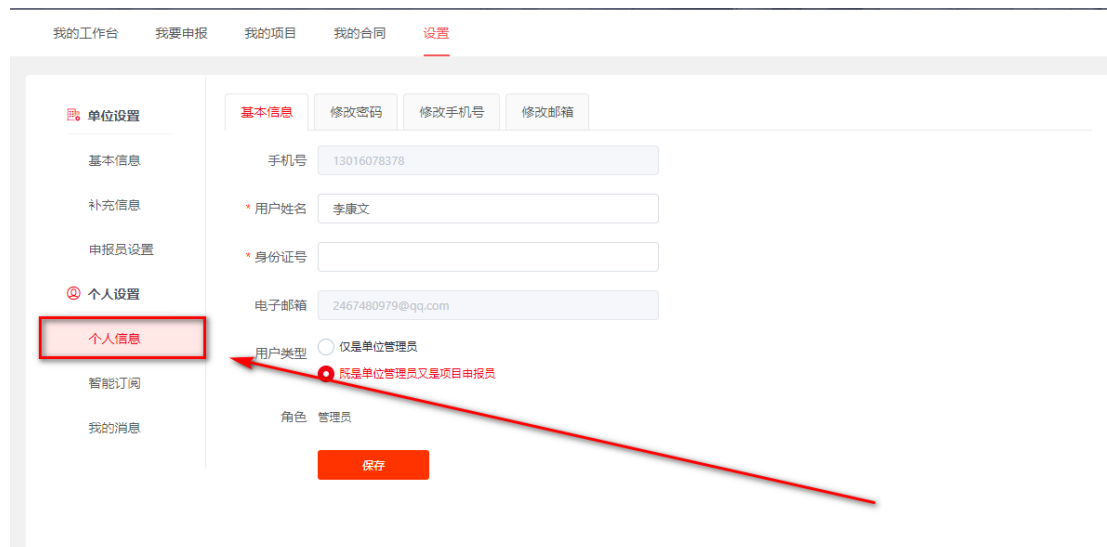 我的工作台 我要申报 我的项目 我的合同 设置
单位设置
基本信息
补充信息
申报员设置
个人设置
个人信息
智能订阅
我的消息
基本信息 修改密码 修改手机号 修改邮箱
手机号 13016078378
* 用户姓名 李康文
* 身份证号
电子邮箱 2467480979@qq.com
用户类型 仅是单位管理员
既是单位管理员又是项目申报员
角色 管理员
保存